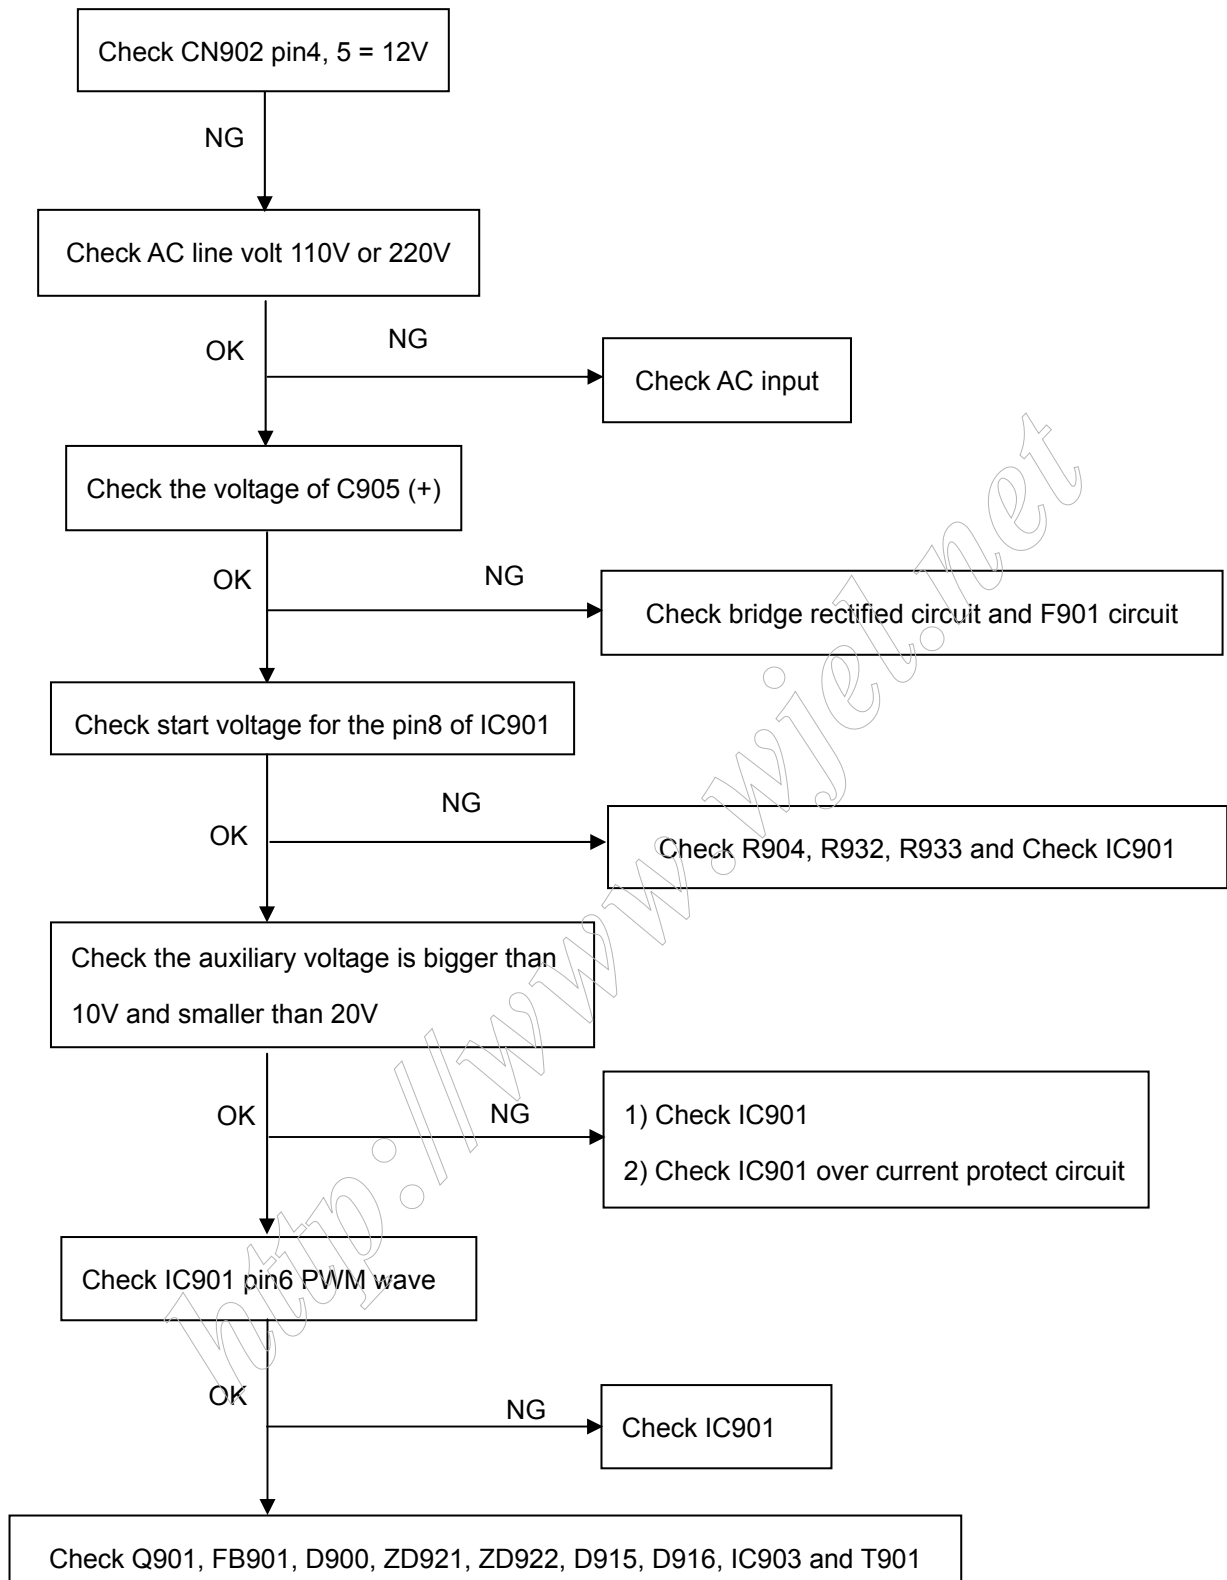 Check CN902 pin4, 5 = 12V
NG
Check AC line volt 110V or 220V
OK
NG
Check AC input
Check the voltage of C905 (+)
OK
NG
Check bridge rectified circuit and F901 circuit
Check start voltage for the pin8 of IC901
OK
NG
Check R904, R932, R933 and Check IC901
Check the auxiliary voltage is bigger than
10V and smaller than 20V
OK
NG
1) Check IC901
2) Check IC901 over current protect circuit
Check IC901 pin6 PWM wave
OK
NG
Check IC901
Check Q901, FB901, D900, ZD921, ZD922, D915, D916, IC903 and T901
http://www.wjel.net